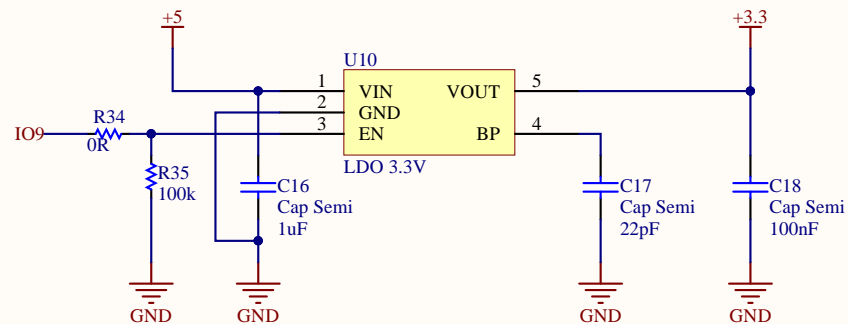 +5
+3.3
U10
1
VIN
VOUT
5
2
GND
3
EN
BP
4
LDO 3.3V
IO9
R34
0R
R35
100k
C16
Cap Semi
1uF
C17
Cap Semi
22pF
C18
Cap Semi
100nF
GND
GND
GND
GND